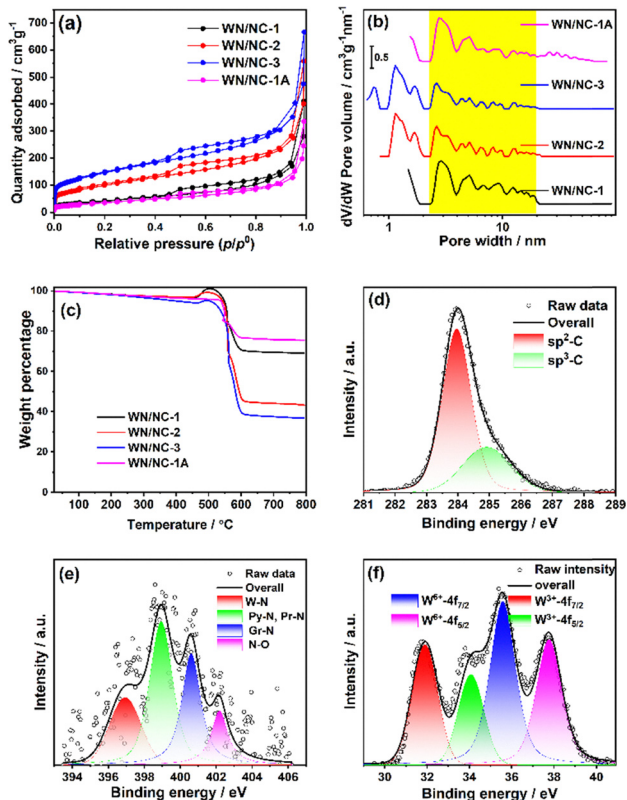 (a)
WN/NC-1
WN/NC-2
WN/NC-3
WN/NC-1A
Quantity adsorbed / cm³g⁻¹
800
700
600
500
400
300
200
100
0
0.0 0.2 0.4 0.6 0.8 1.0
Relative pressure (p/p⁰)
(b)
WN/NC-1A
0.5
WN/NC-3
WN/NC-2
WN/NC-1
dV/dW Pore volume / cm³g⁻¹nm⁻¹
1 10
Pore width / nm
(c)
Weight percentage
100
80
60
40
20
0
WN/NC-1
WN/NC-2
WN/NC-3
WN/NC-1A
100 200 300 400 500 600 700 800
Temperature / °C
(d)
Raw data
Overall
sp²-C
sp³-C
Intensity / a.u.
281 282 283 284 285 286 287 288 289
Binding energy / eV
(e)
Raw data
Overall
W-N
Py-N, Pr-N
Gr-N
N-O
Intensity / a.u.
394 396 398 400 402 404 406
Binding energy / eV
(f)
Raw intensity
overall
W⁶⁺-4f7/2
W³⁺-4f7/2
W⁶⁺-4f5/2
W³⁺-4f5/2
Intensity / a.u.
30 32 34 36 38 40
Binding energy / eV